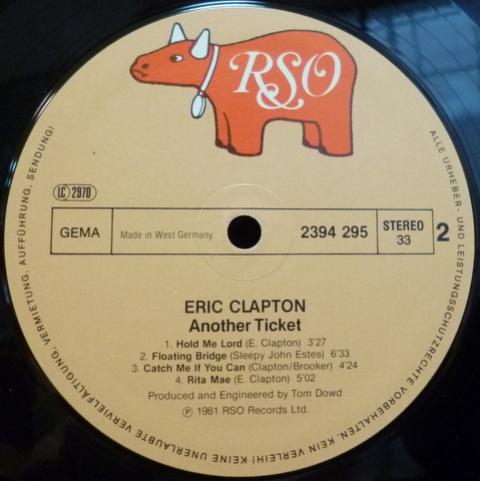 RSO
LC 2970
GEMA
Made in West Germany
2394 295
STEREO
33
2
ERIC CLAPTON
Another Ticket
1. Hold Me Lord (E. Clapton) 3'27
2. Floating Bridge (Sleepy John Estes) 6'33
3. Catch Me If You Can (Clapton/Brooker) 4'24
4. Rita Mae (E. Clapton) 5'02
Produced and Engineered by Tom Dowd
Ⓟ 1981 RSO Records Ltd.
ALLE URHEBER- UND LEISTUNGSSCHUTZRECHTE VORBEHALTEN. KEIN VERLEIH! KEINE UNERLAUBTE VERVIELFÄLTIGUNG, VERMIETUNG, AUFFÜHRUNG, SENDUNG!